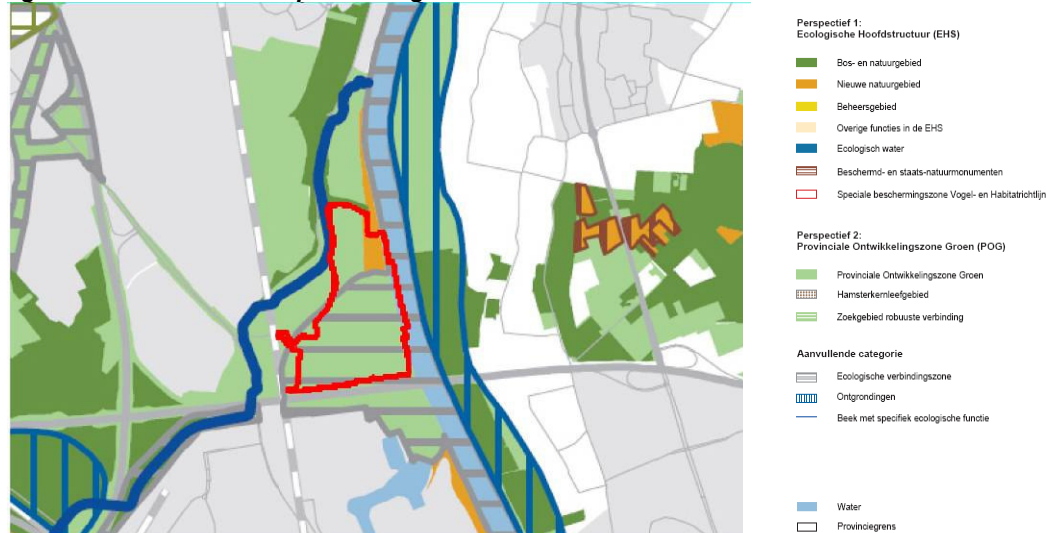 Perspectief 1:
Ecologische Hoofdstructuur (EHS)
Bos- en natuurgebied
Nieuwe natuurgebied
Beheersgebied
Overige functies in de EHS
Ecologisch water
Beschermd- en staats-natuurmonumenten
Speciale beschermingszone Vogel- en Habitatrichtlijn
Perspectief 2:
Provinciale Ontwikkelingszone Groen (POG)
Provinciale Ontwikkelingszone Groen
Hamsterkernleefgebied
Zoekgebied robuuste verbinding
Aanvullende categorie
Ecologische verbindingszone
Ontgrondingen
Beek met specifiek ecologische functie
Water
Provinciegrens